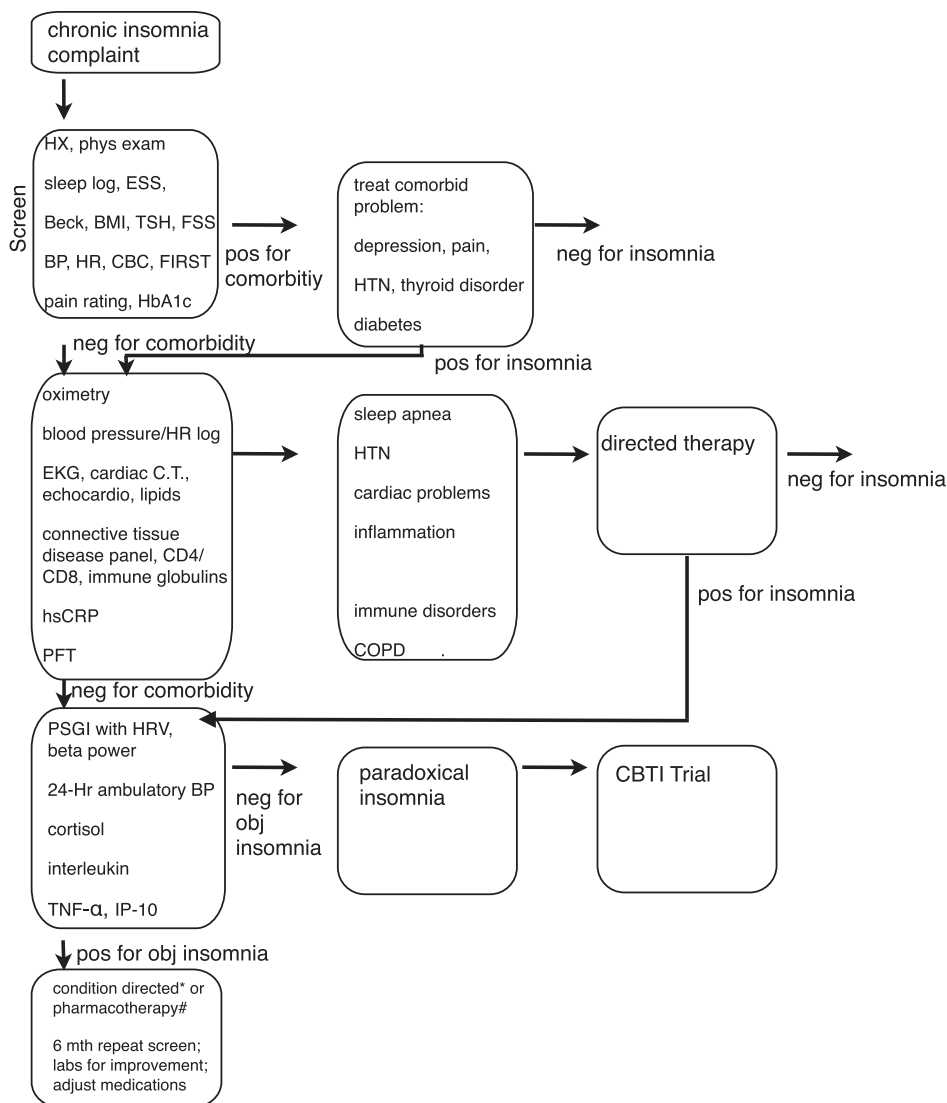 chronic insomnia
complaint
Screen
HX, phys exam
sleep log, ESS,
Beck, BMI, TSH, FSS
BP, HR, CBC, FIRST
pain rating, HbA1c
pos for
comorbitiy
treat comorbid
problem:
depression, pain,
HTN, thyroid disorder
diabetes
neg for insomnia
neg for comorbidity
pos for insomnia
oximetry
blood pressure/HR log
EKG, cardiac C.T.,
echocardio, lipids
connective tissue
disease panel, CD4/
CD8, immune globulins
hsCRP
PFT
sleep apnea
HTN
cardiac problems
inflammation
immune disorders
COPD .
directed therapy
neg for insomnia
pos for insomnia
neg for comorbidity
PSGI with HRV,
beta power
24-Hr ambulatory BP
cortisol
interleukin
TNF-α, IP-10
neg for
obj
insomnia
paradoxical
insomnia
CBTI Trial
pos for obj insomnia
condition directed* or
pharmacotherapy#
6 mth repeat screen;
labs for improvement;
adjust medications